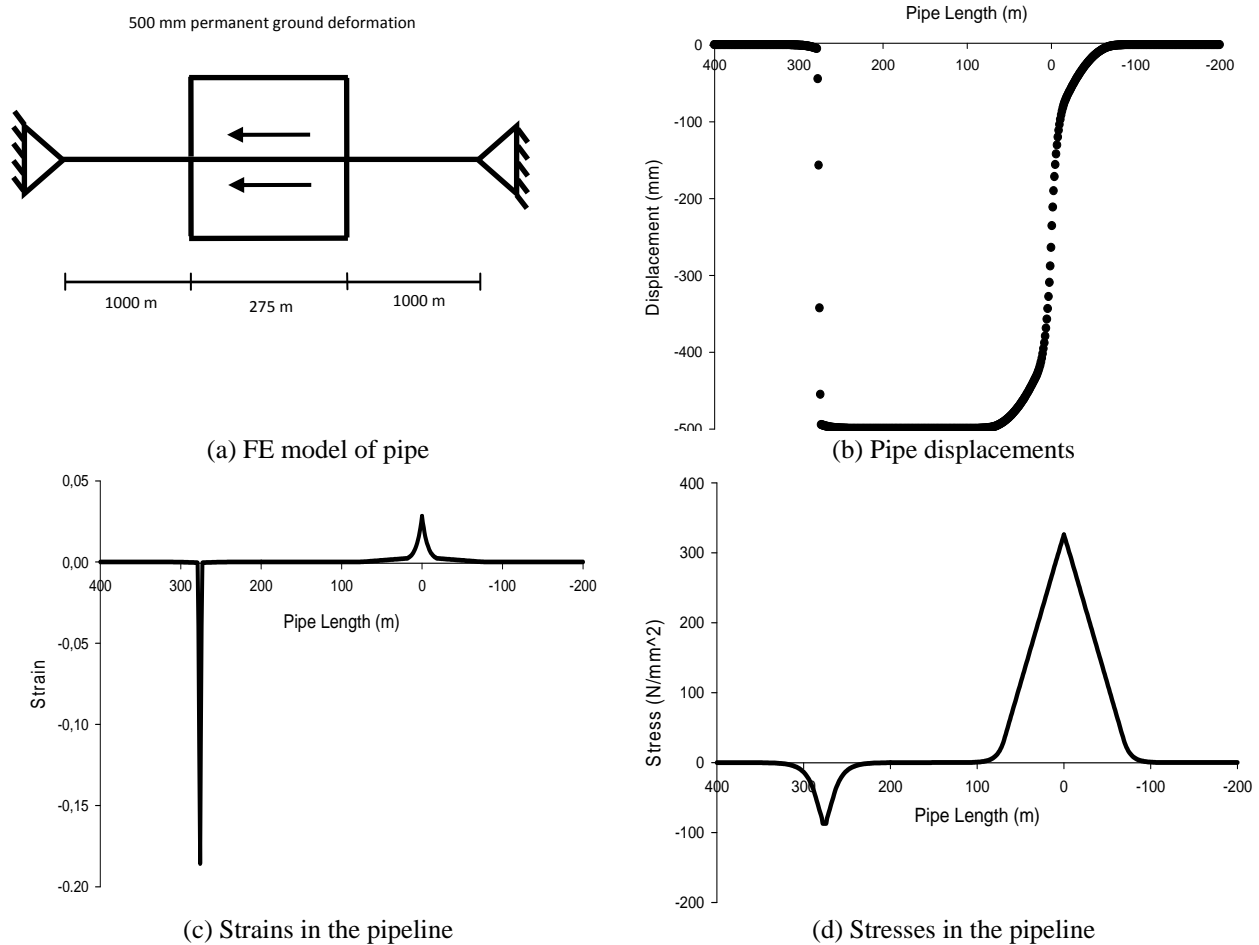 500 mm permanent ground deformation
1000 m
275 m
1000 m
(a) FE model of pipe
Pipe Length (m)
0
400
300
200
100
0
-100
-200
-100
-200
-300
-400
-500
Displacement (mm)
(b) Pipe displacements
0,05
0,00
-0,05
-0,10
-0,15
-0.20
400
300
200
100
0
-100
-200
Pipe Length (m)
Strain
(c) Strains in the pipeline
400
300
200
100
0
-100
-200
400
300
200
100
0
-100
-200
Pipe Length (m)
Stress (N/mm^2)
(d) Stresses in the pipeline